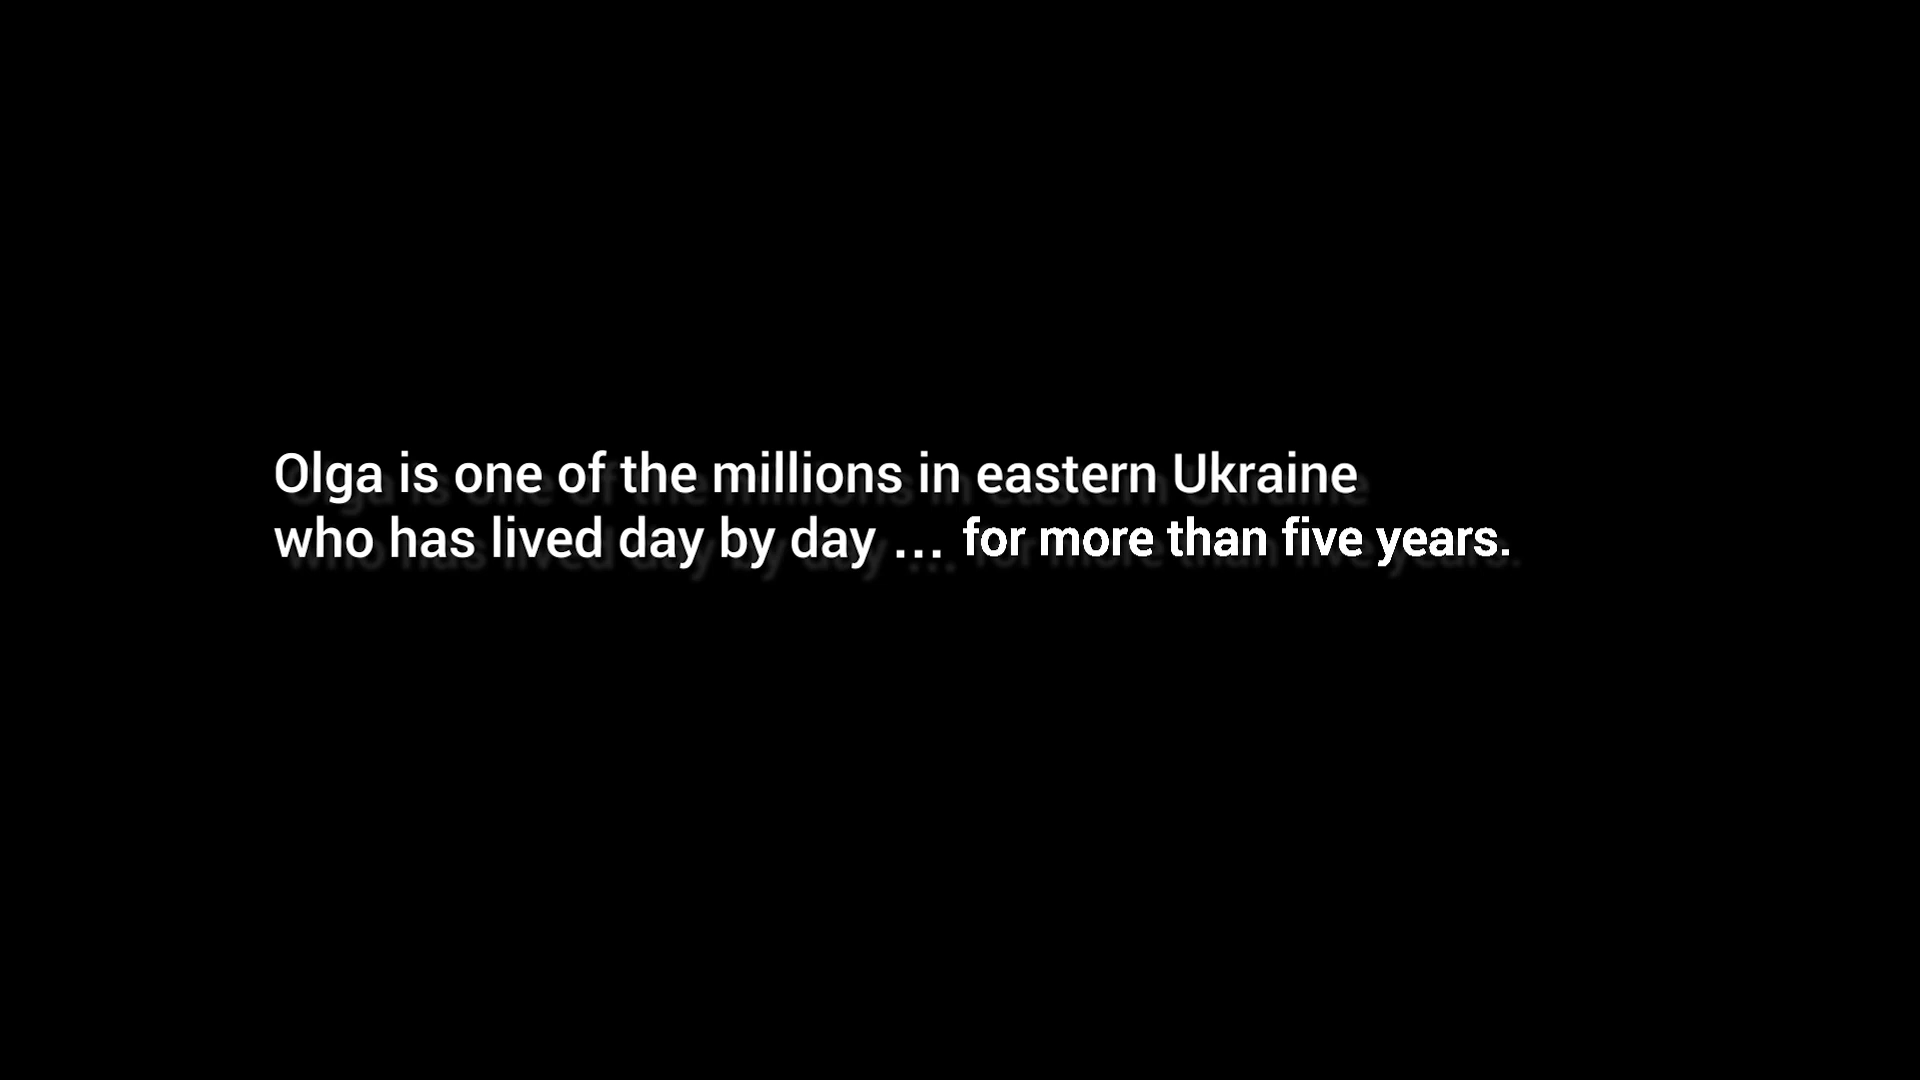 Olga is one of the millions in eastern Ukraine
who has lived day by day ... for more than five years.